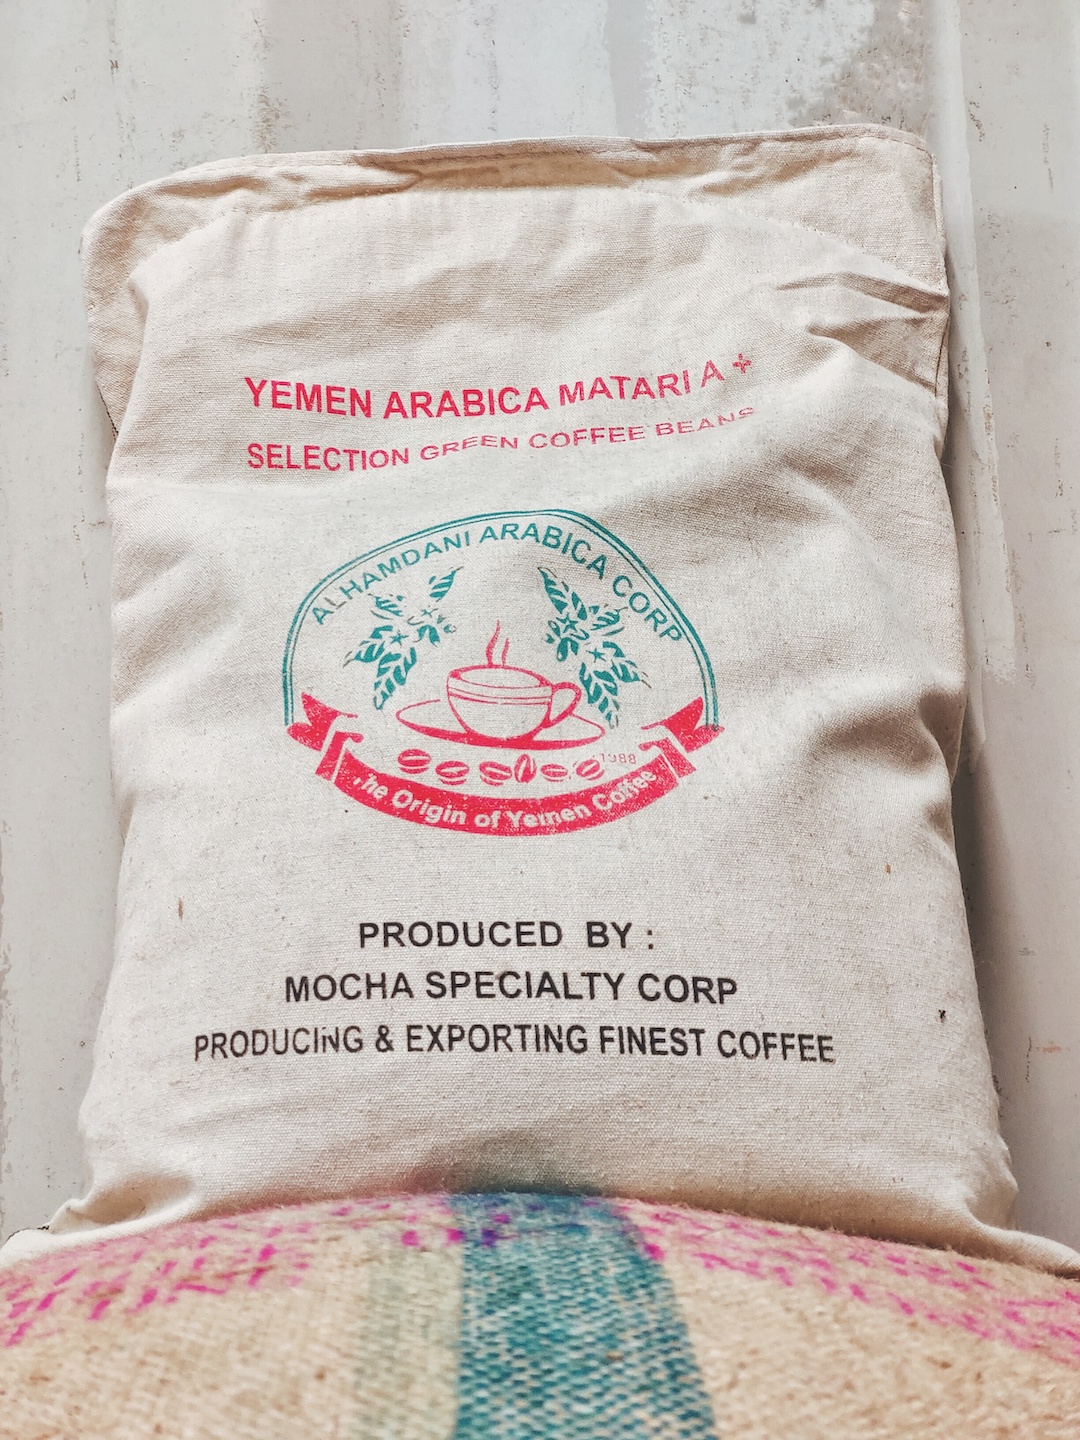 YEMEN ARABICA MATARI A +
SELECTION GREEN COFFEE BEANS
ALHAMDANI ARABICA CORP
1988
The Origin of Yemen Coffee
PRODUCED BY :
MOCHA SPECIALTY CORP
PRODUCING & EXPORTING FINEST COFFEE